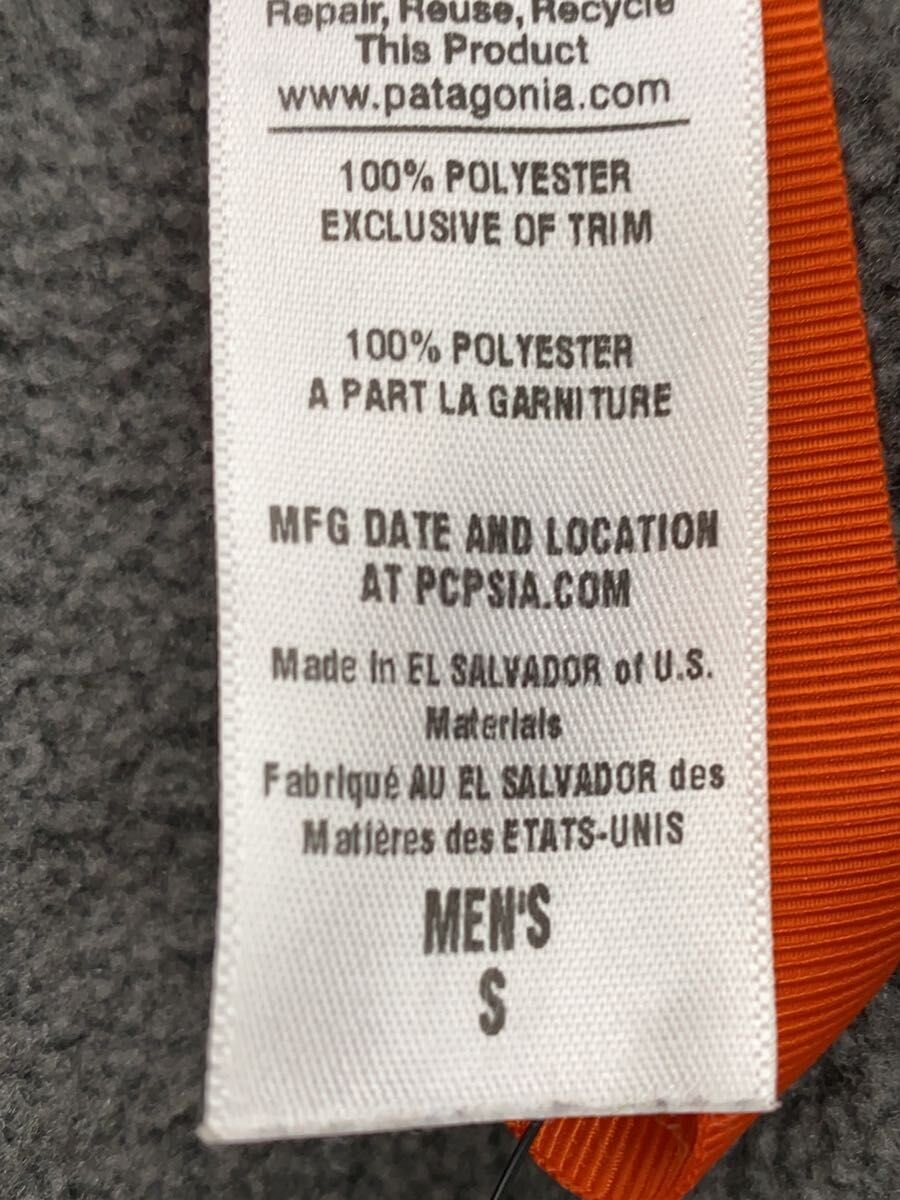 Repair, Reuse, Recycle
This Product
www.patagonia.com
100% POLYESTER
EXCLUSIVE OF TRIM
100% POLYESTER
A PART LA GARNITURE
MFG DATE AND LOCATION
AT PCPSIA.COM
Made in EL SALVADOR of U.S.
Materials
Fabriqué AU EL SALVADOR des
Matières des ETATS-UNIS
MEN'S
S